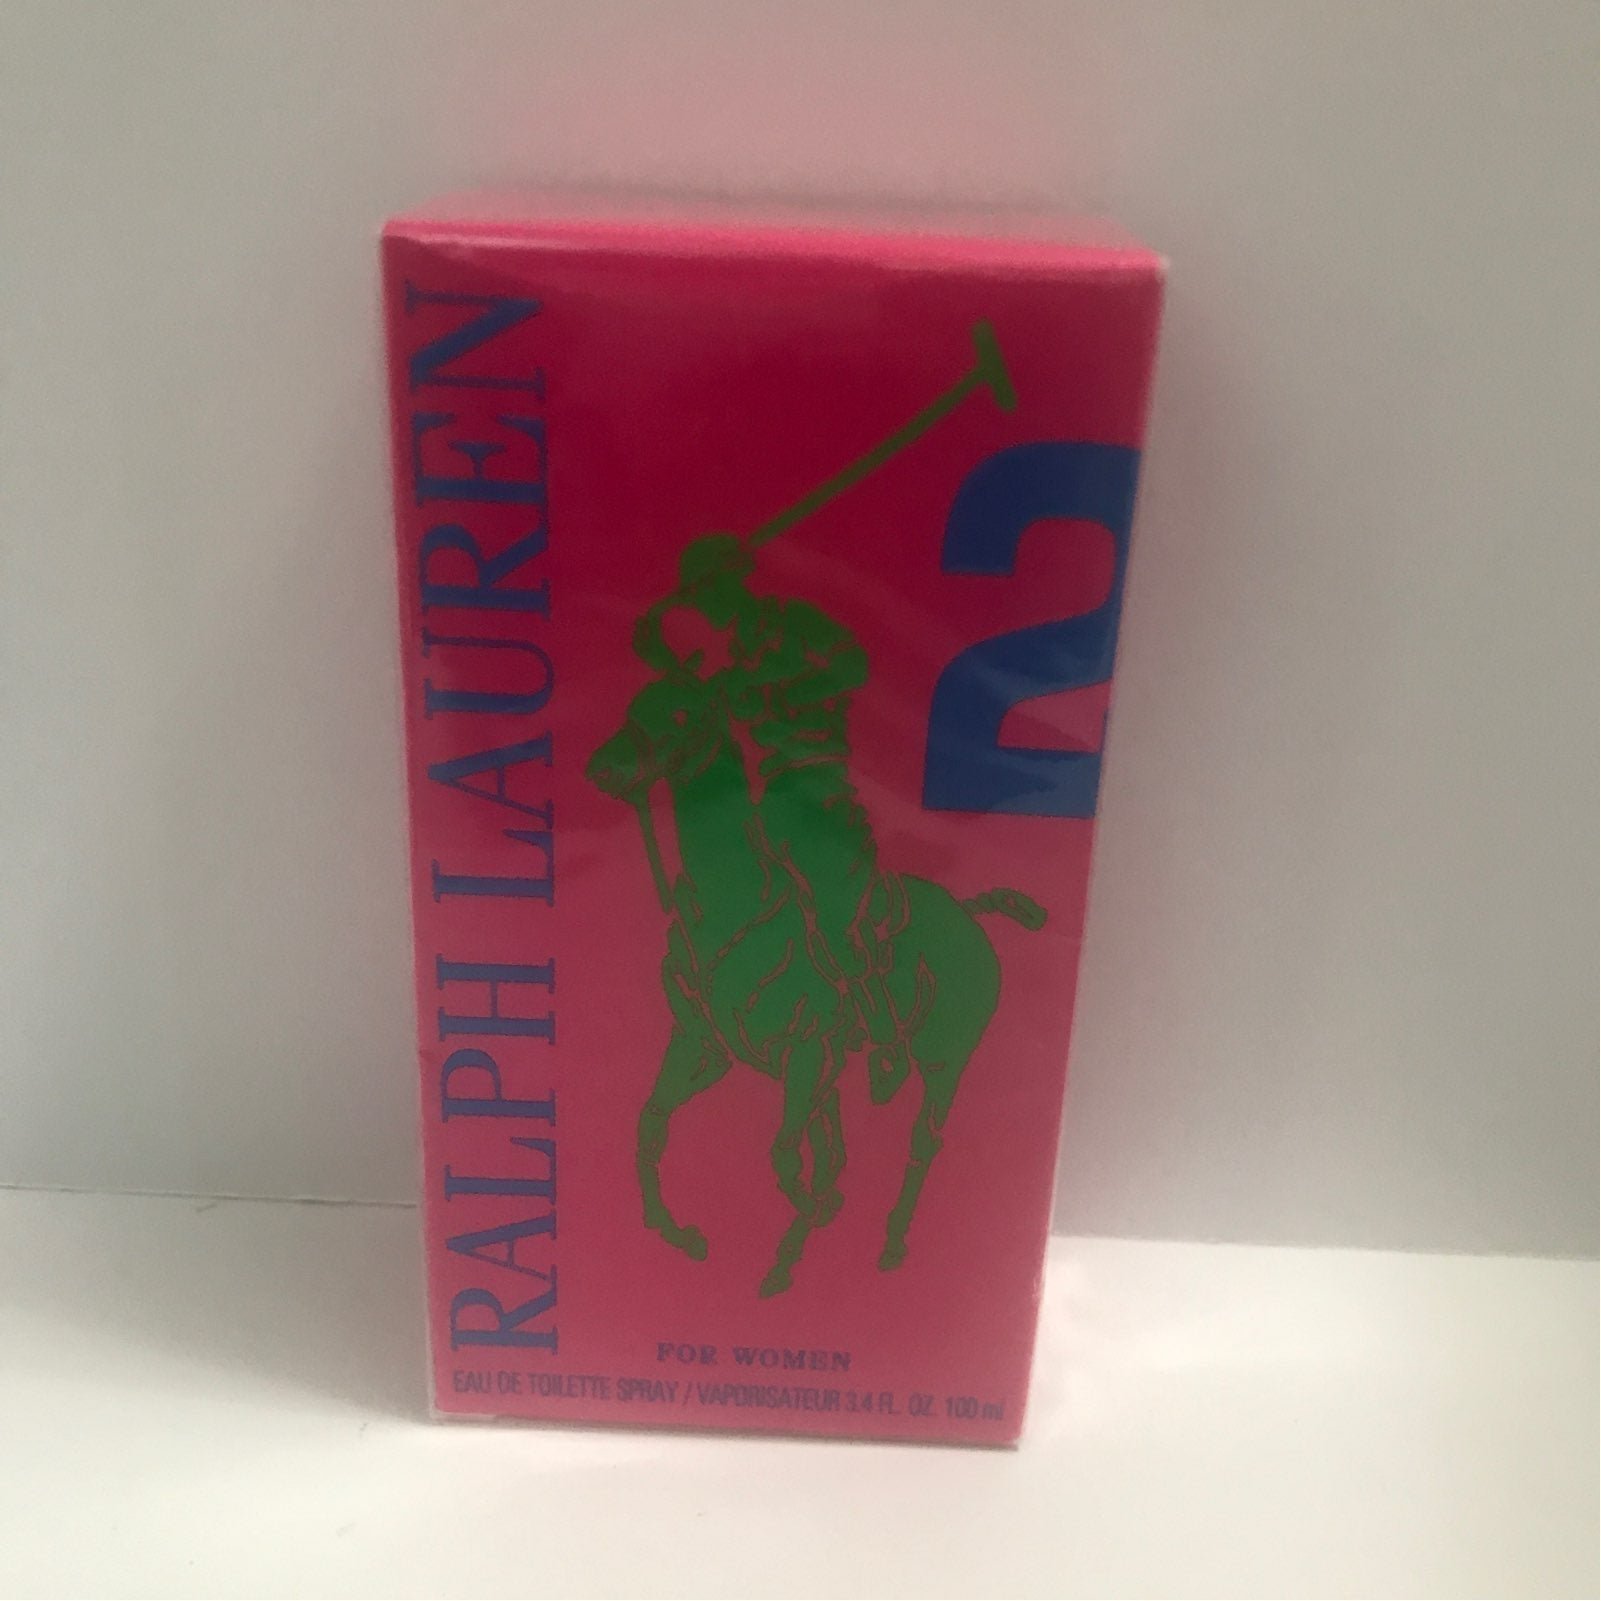 RALPH LAUREN
2
FOR WOMEN
EAU DE TOILETTE SPRAY / VAPORISATEUR 3.4 FL. OZ. 100 ml